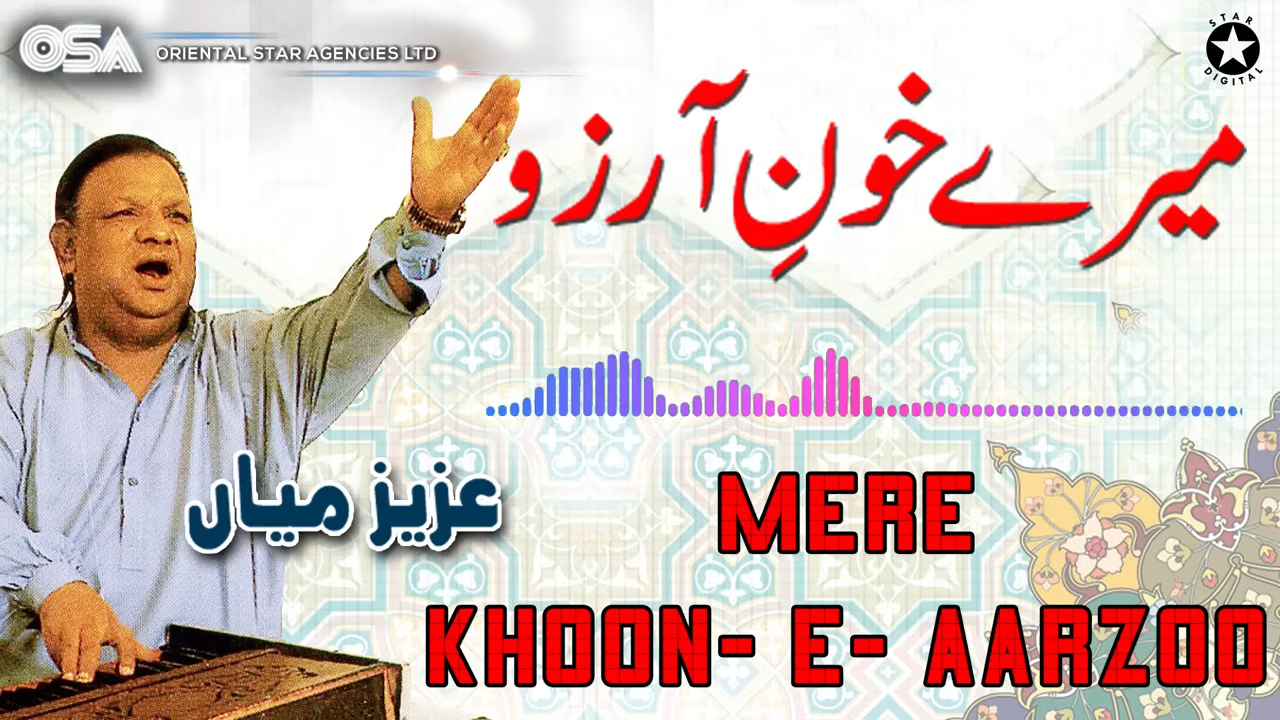 OSA ORIENTAL STAR AGENCIES LTD
STAR DIGITAL
میرے خونِ آرزو
عزیز میاں
MERE
KHOON- E- AARZOO